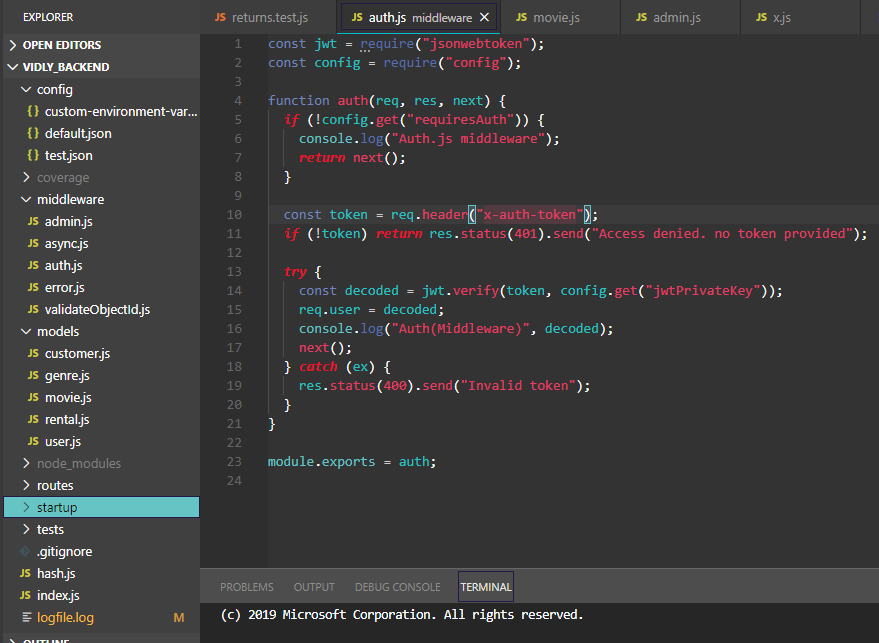 EXPLORER
OPEN EDITORS
VIDLY_BACKEND
config
{} custom-environment-var...
{} default.json
{} test.json
coverage
middleware
JS admin.js
JS async.js
JS auth.js
JS error.js
JS validateObjectId.js
models
JS customer.js
JS genre.js
JS movie.js
JS rental.js
JS user.js
node_modules
routes
startup
tests
.gitignore
JS hash.js
JS index.js
logfile.log M
OUTLINE
JS returns.test.js
JS auth.js middleware ×
JS movie.js
JS admin.js
JS x.js
1 const jwt = require("jsonwebtoken");
2 const config = require("config");
3
4 function auth(req, res, next) {
5 if (!config.get("requiresAuth")) {
6 console.log("Auth.js middleware");
7 return next();
8 }
9
10 const token = req.header("x-auth-token");
11 if (!token) return res.status(401).send("Access denied. no token provided");
12
13 try {
14 const decoded = jwt.verify(token, config.get("jwtPrivateKey"));
15 req.user = decoded;
16 console.log("Auth(Middleware)", decoded);
17 next();
18 } catch (ex) {
19 res.status(400).send("Invalid token");
20 }
21 }
22
23 module.exports = auth;
24
PROBLEMS
OUTPUT
DEBUG CONSOLE
TERMINAL
(c) 2019 Microsoft Corporation. All rights reserved.